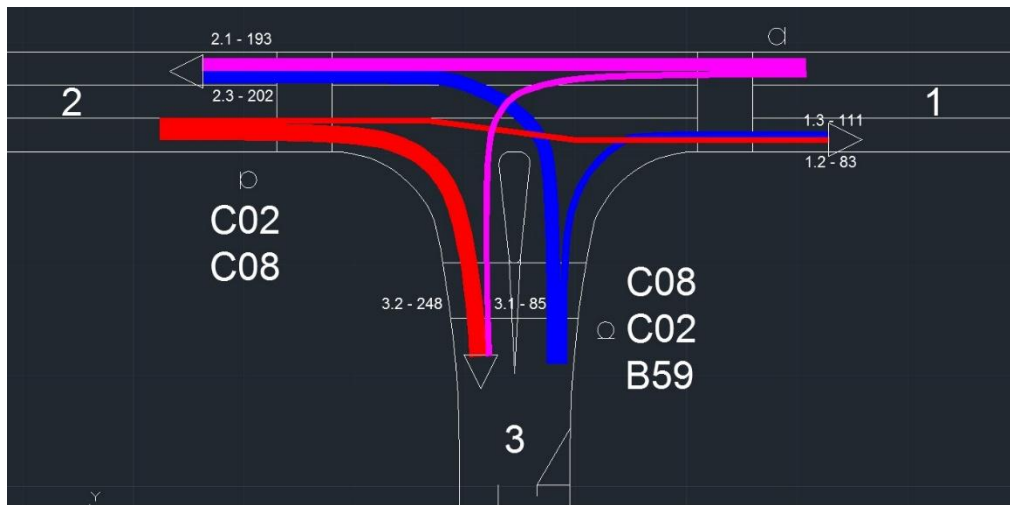 2.1 - 193
2.3 - 202
2
1
1.3 - 111
1.2 - 83
C02
C08
3.2 - 248
3.1 - 85
C08
C02
B59
3
Y